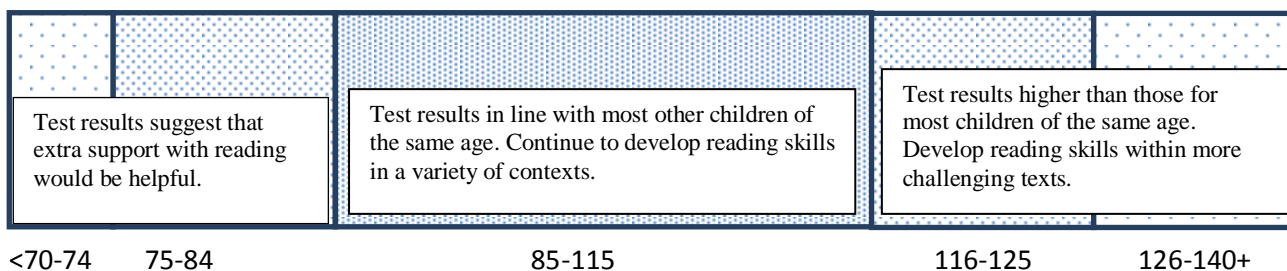 Test results suggest that
extra support with reading
would be helpful.
Test results in line with most other children of
the same age. Continue to develop reading skills
in a variety of contexts.
Test results higher than those for
most children of the same age.
Develop reading skills within more
challenging texts.
<70-74 75-84 85-115 116-125 126-140+